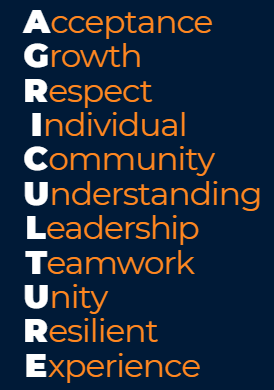 Acceptance
Growth
Respect
Individual
Community
Understanding
Leadership
Teamwork
Unity
Resilient
Experience